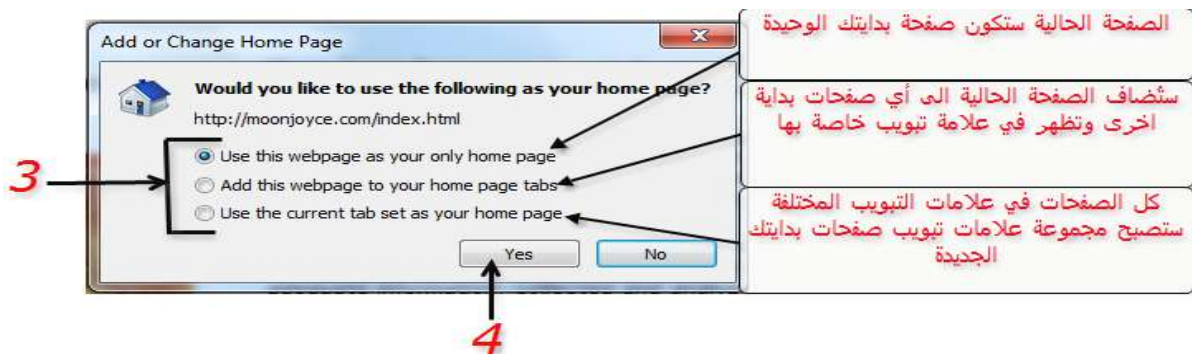 Add or Change Home Page
Would you like to use the following as your home page?
http://moonjoyce.com/index.html
Use this webpage as your only home page
Add this webpage to your home page tabs
Use the current tab set as your home page
Yes
No
3
4
الصفحة الحالية ستكون صفحة بدايتك الوحيدة
ستُضاف الصفحة الحالية الى أي صفحات بداية
اخرى وتظهر في علامة تبويب خاصة بها
كل الصفحات في علامات التبويب المختلفة
ستصبح مجموعة علامات تبويب صفحات بدايتك
الجديدة